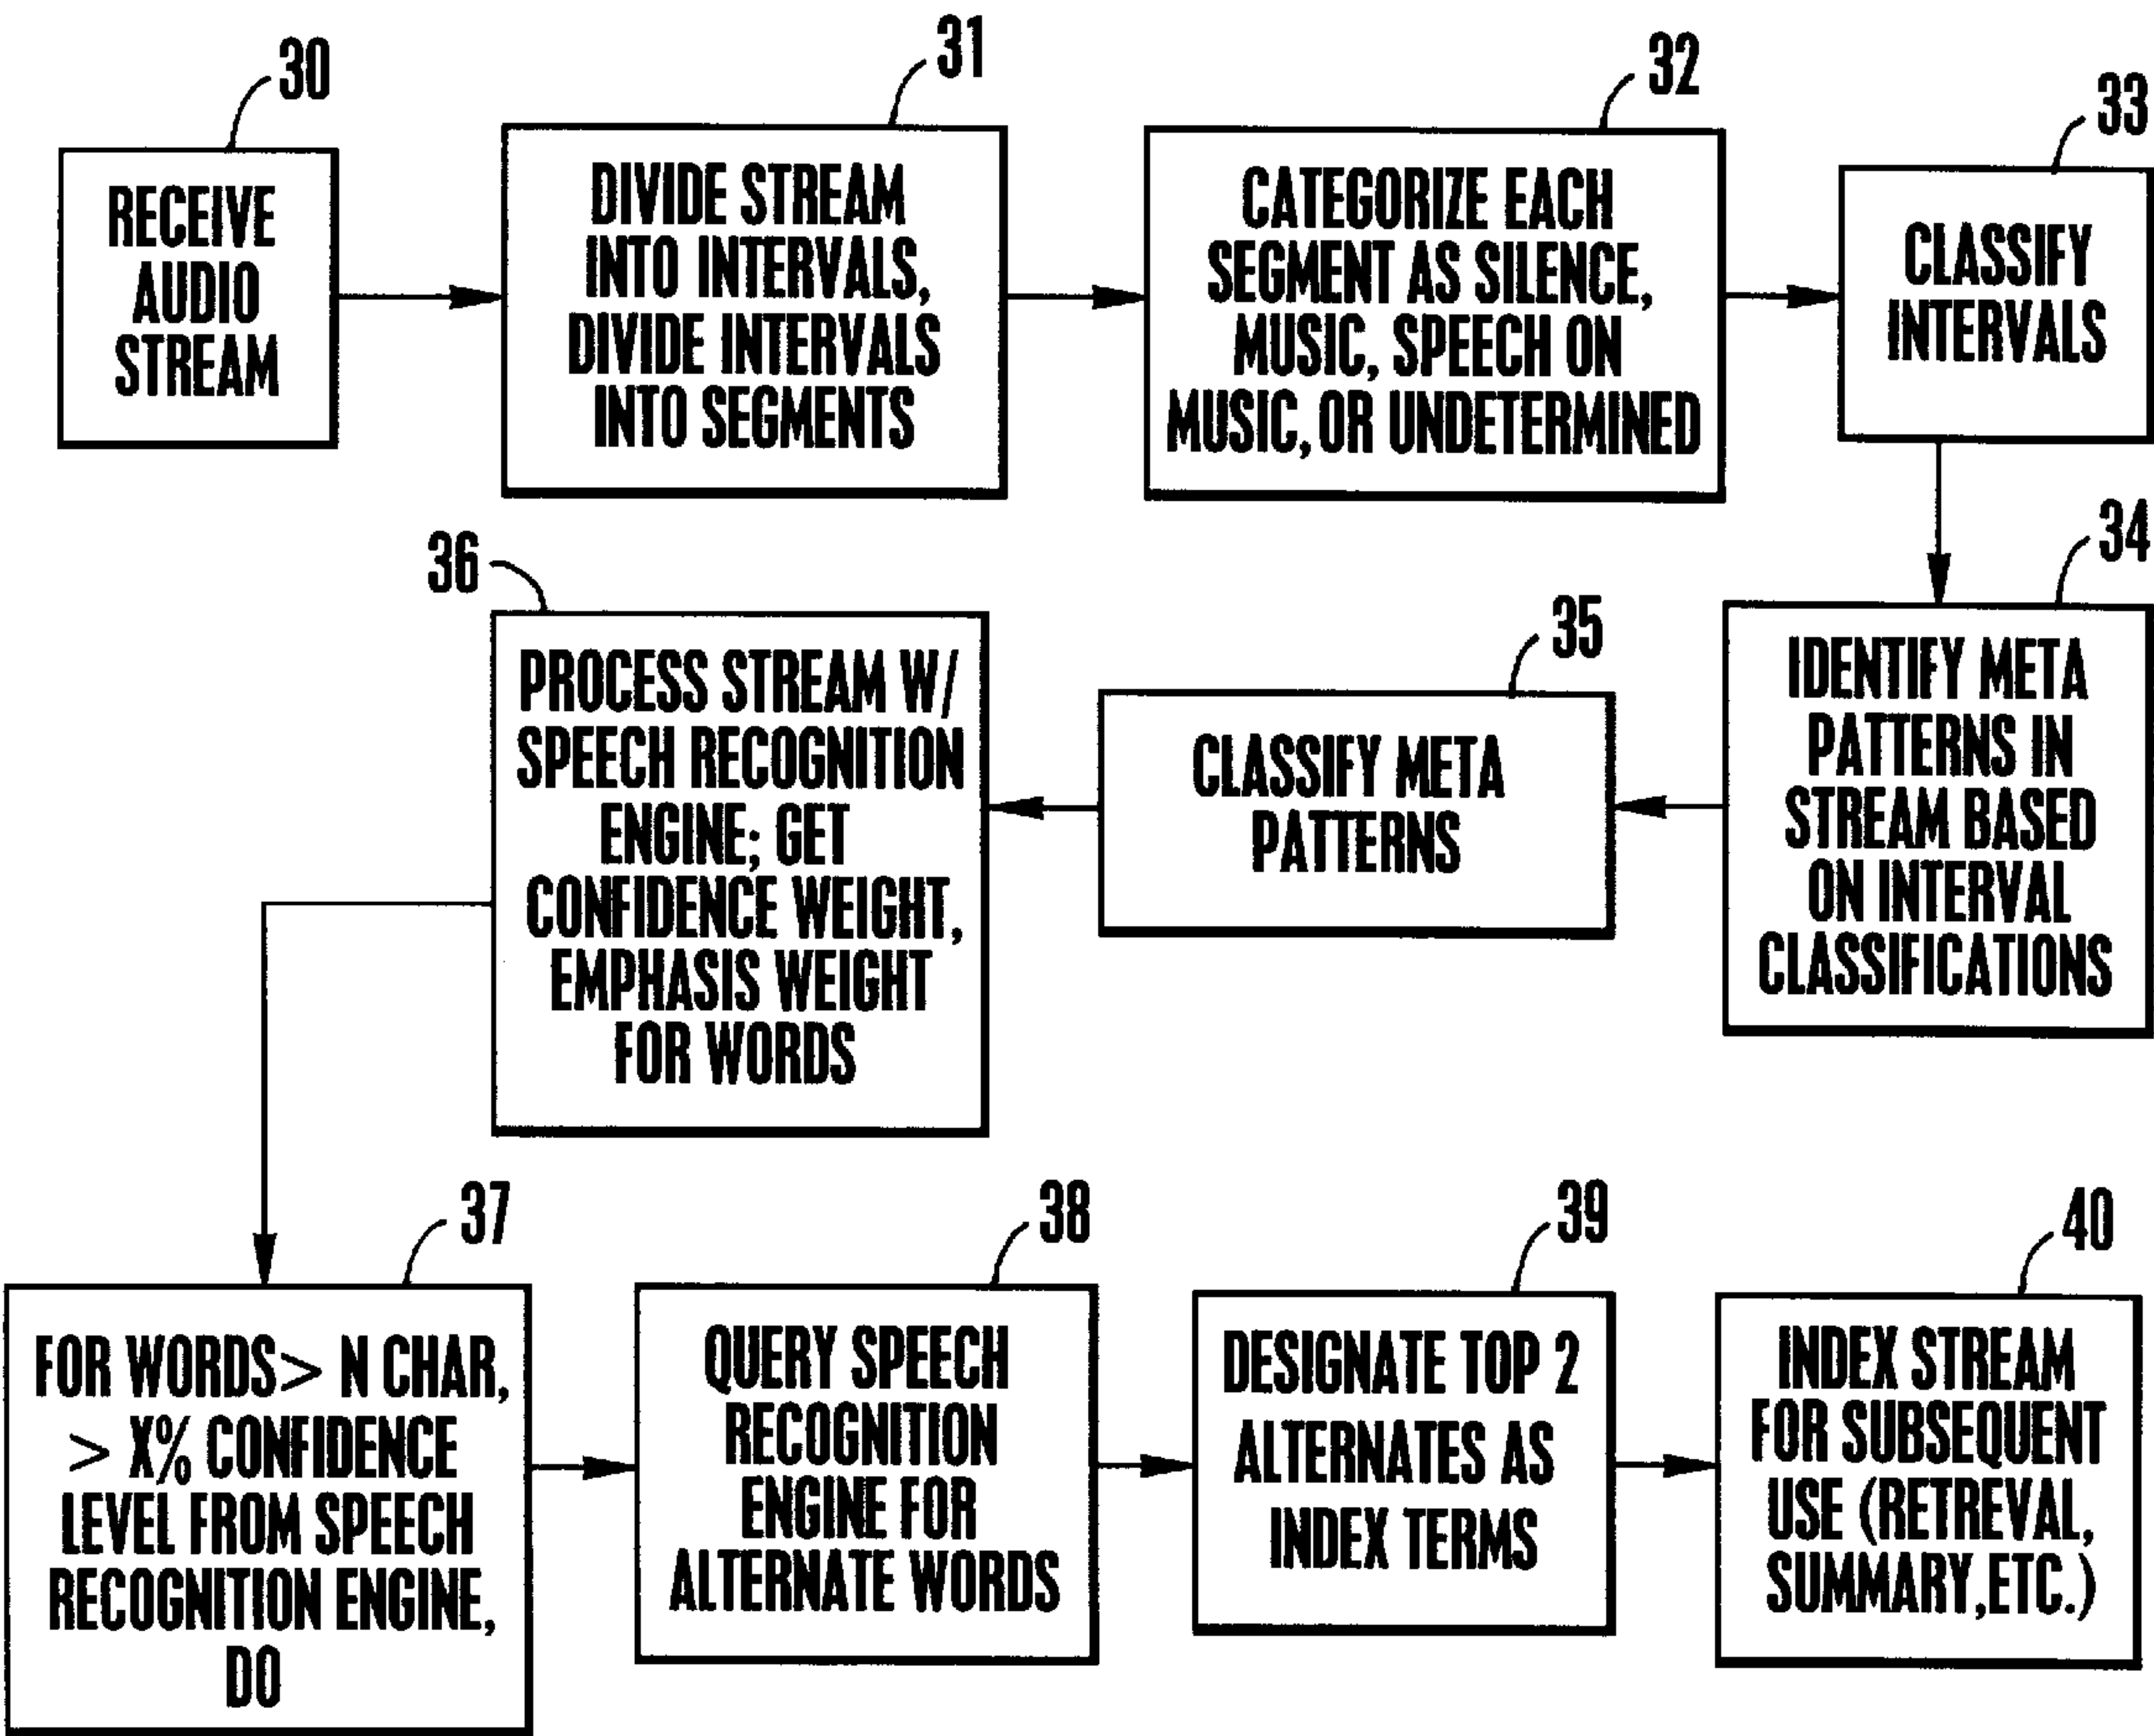 30
RECEIVE
AUDIO
STREAM
31
DIVIDE STREAM
INTO INTERVALS,
DIVIDE INTERVALS
INTO SEGMENTS
32
CATEGORIZE EACH
SEGMENT AS SILENCE,
MUSIC, SPEECH ON
MUSIC, OR UNDETERMINED
33
CLASSIFY
INTERVALS
34
IDENTIFY META
PATTERNS IN
STREAM BASED
ON INTERVAL
CLASSIFICATIONS
35
CLASSIFY META
PATTERNS
36
PROCESS STREAM W/
SPEECH RECOGNITION
ENGINE; GET
CONFIDENCE WEIGHT,
EMPHASIS WEIGHT
FOR WORDS
37
FOR WORDS > N CHAR,
> X% CONFIDENCE
LEVEL FROM SPEECH
RECOGNITION ENGINE,
DO
38
QUERY SPEECH
RECOGNITION
ENGINE FOR
ALTERNATE WORDS
39
DESIGNATE TOP 2
ALTERNATES AS
INDEX TERMS
40
INDEX STREAM
FOR SUBSEQUENT
USE (RETREVAL,
SUMMARY,ETC.)